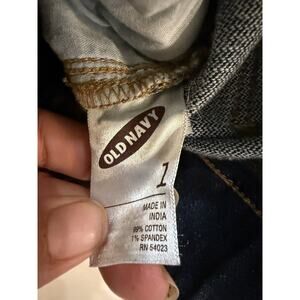 OLD NAVY
1
MADE IN
INDIA
99% COTTON
1% SPANDEX
RN 54023